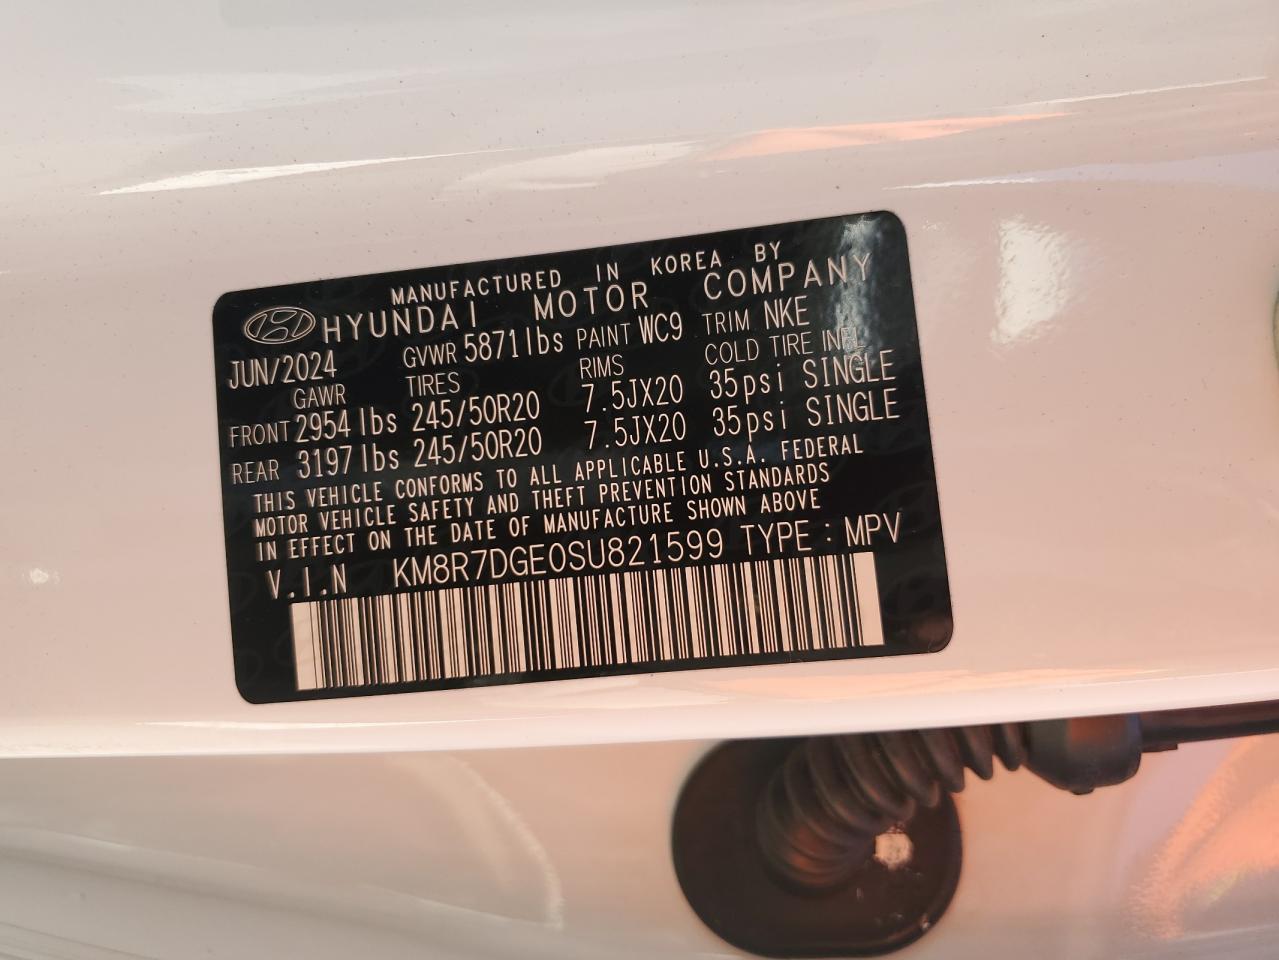 MANUFACTURED IN KOREA BY
HYUNDAI MOTOR COMPANY
JUN/2024 GVWR 5871lbs PAINT WC9 TRIM NKE
GAWR TIRES RIMS COLD TIRE INFL
FRONT 2954lbs 245/50R20 7.5JX20 35psi SINGLE
REAR 3197lbs 245/50R20 7.5JX20 35psi SINGLE
THIS VEHICLE CONFORMS TO ALL APPLICABLE U.S.A. FEDERAL
MOTOR VEHICLE SAFETY AND THEFT PREVENTION STANDARDS
IN EFFECT ON THE DATE OF MANUFACTURE SHOWN ABOVE
V.I.N KM8R7DGE0SU821599 TYPE : MPV